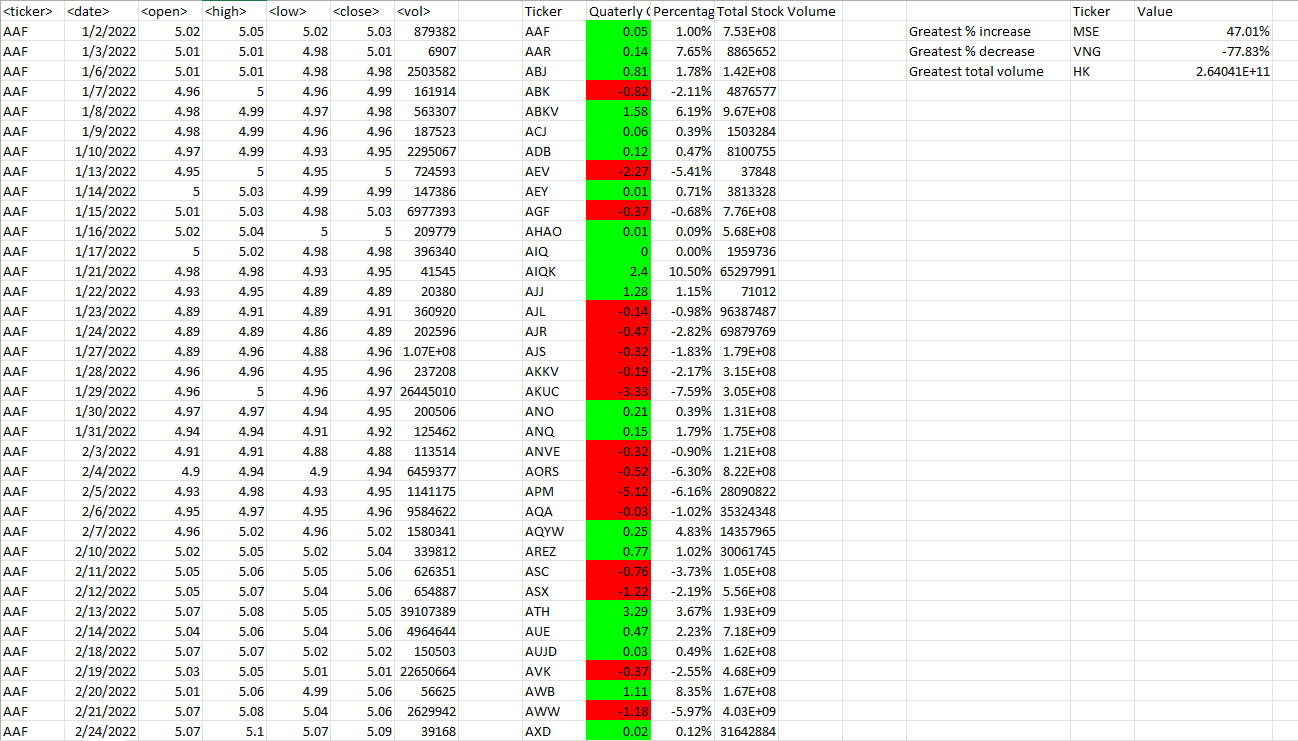 <ticker> <date> <open> <high> <low> <close> <vol> Ticker Quaterly C Percentag Total Stock Volume Ticker Value
AAF 1/2/2022 5.02 5.05 5.02 5.03 879382 AAF 0.05 1.00% 7.53E+08 Greatest % increase MSE 47.01%
AAF 1/3/2022 5.01 5.01 4.98 5.01 6907 AAR 0.14 7.65% 8865652 Greatest % decrease VNG -77.83%
AAF 1/6/2022 5.01 5.01 4.98 4.98 2503582 ABJ 0.81 1.78% 1.42E+08 Greatest total volume HK 2.64041E+11
AAF 1/7/2022 4.96 5 4.96 4.99 161914 ABK -0.82 -2.11% 4876577
AAF 1/8/2022 4.98 4.99 4.97 4.98 563307 ABKV 1.58 6.19% 9.67E+08
AAF 1/9/2022 4.98 4.99 4.96 4.96 187523 ACJ 0.06 0.39% 1503284
AAF 1/10/2022 4.97 4.99 4.93 4.95 2295067 ADB 0.12 0.47% 8100755
AAF 1/13/2022 4.95 5 4.95 5 724593 AEV -2.27 -5.41% 37848
AAF 1/14/2022 5 5.03 4.99 4.99 147386 AEY 0.01 0.71% 3813328
AAF 1/15/2022 5.01 5.03 4.98 5.03 6977393 AGF -0.37 -0.68% 7.76E+08
AAF 1/16/2022 5.02 5.04 5 5 209779 AHAO 0.01 0.09% 5.68E+08
AAF 1/17/2022 5 5.02 4.98 4.98 396340 AIQ 0 0.00% 1959736
AAF 1/21/2022 4.98 4.98 4.93 4.95 41545 AIQK 2.4 10.50% 65297991
AAF 1/22/2022 4.93 4.95 4.89 4.89 20380 AJJ 1.28 1.15% 71012
AAF 1/23/2022 4.89 4.91 4.89 4.91 360920 AJL -0.14 -0.98% 96387487
AAF 1/24/2022 4.89 4.89 4.86 4.89 202596 AJR -0.47 -2.82% 69879769
AAF 1/27/2022 4.89 4.96 4.88 4.96 1.07E+08 AJS -0.32 -1.83% 1.79E+08
AAF 1/28/2022 4.96 4.96 4.95 4.96 237208 AKKV -0.19 -2.17% 3.15E+08
AAF 1/29/2022 4.96 5 4.96 4.97 26445010 AKUC -3.33 -7.59% 3.05E+08
AAF 1/30/2022 4.97 4.97 4.94 4.95 200506 ANO 0.21 0.39% 1.31E+08
AAF 1/31/2022 4.94 4.94 4.91 4.92 125462 ANQ 0.15 1.79% 1.75E+08
AAF 2/3/2022 4.91 4.91 4.88 4.88 113514 ANVE -0.32 -0.90% 1.21E+08
AAF 2/4/2022 4.9 4.94 4.9 4.94 6459377 AORS -0.52 -6.30% 8.22E+08
AAF 2/5/2022 4.93 4.98 4.93 4.95 1141175 APM -5.12 -6.16% 28090822
AAF 2/6/2022 4.95 4.97 4.95 4.96 9584622 AQA -0.03 -1.02% 35324348
AAF 2/7/2022 4.96 5.02 4.96 5.02 1580341 AQYW 0.25 4.83% 14357965
AAF 2/10/2022 5.02 5.05 5.02 5.04 339812 AREZ 0.77 1.02% 30061745
AAF 2/11/2022 5.05 5.06 5.05 5.06 626351 ASC -0.76 -3.73% 1.05E+08
AAF 2/12/2022 5.05 5.07 5.04 5.06 654887 ASX -1.22 -2.19% 5.56E+08
AAF 2/13/2022 5.07 5.08 5.05 5.05 39107389 ATH 3.29 3.67% 1.93E+09
AAF 2/14/2022 5.04 5.06 5.04 5.06 4964644 AUE 0.47 2.23% 7.18E+09
AAF 2/18/2022 5.07 5.07 5.02 5.02 150503 AUJD 0.03 0.49% 1.62E+08
AAF 2/19/2022 5.03 5.05 5.01 5.01 22650664 AVK -0.37 -2.55% 4.68E+09
AAF 2/20/2022 5.01 5.06 4.99 5.06 56625 AWB 1.11 8.35% 1.67E+08
AAF 2/21/2022 5.07 5.08 5.04 5.06 2629942 AWW -1.18 -5.97% 4.03E+09
AAF 2/24/2022 5.07 5.1 5.07 5.09 39168 AXD 0.02 0.12% 31642884